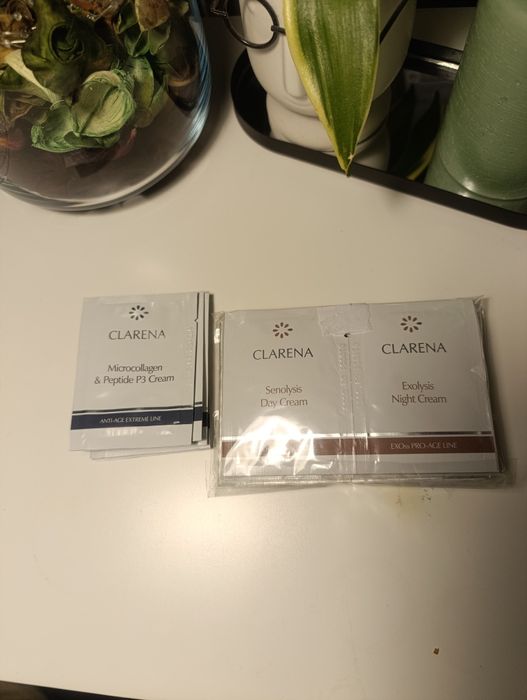 CLARENA
Microcollagen
& Peptide P3 Cream
ANTI-AGE EXTREME LINE
CLARENA
Senolysis
Day Cream
CLARENA
Exolysis
Night Cream
PRO-AGE LINE